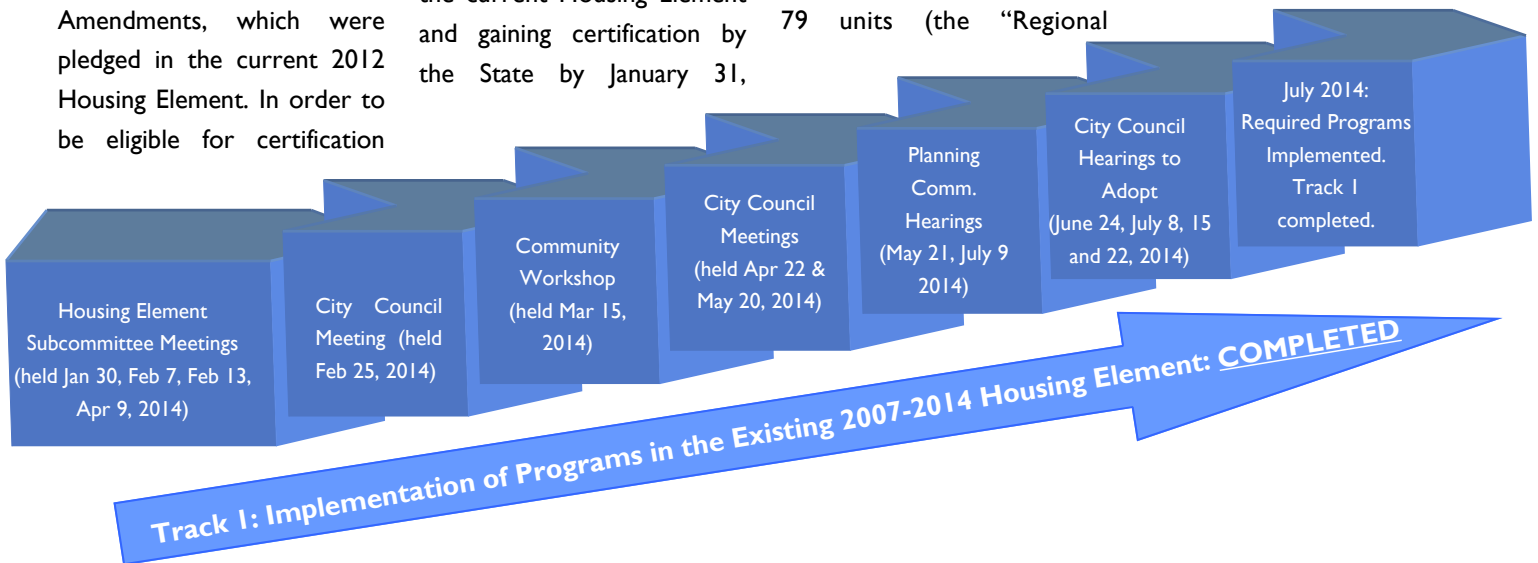 Amendments, which were
pledged in the current 2012
Housing Element. In order to
be eligible for certification
and gaining certification by
the State by January 31,
79 units (the “Regional
Housing Element
Subcommittee Meetings
(held Jan 30, Feb 7, Feb 13,
Apr 9, 2014)
City Council
Meeting (held
Feb 25, 2014)
Community
Workshop
(held Mar 15,
2014)
City Council
Meetings
(held Apr 22 &
May 20, 2014)
Planning
Comm.
Hearings
(May 21, July 9
2014)
City Council
Hearings to
Adopt
(June 24, July 8, 15
and 22, 2014)
July 2014:
Required Programs
Implemented.
Track 1
completed.
Track 1: Implementation of Programs in the Existing 2007-2014 Housing Element: COMPLETED